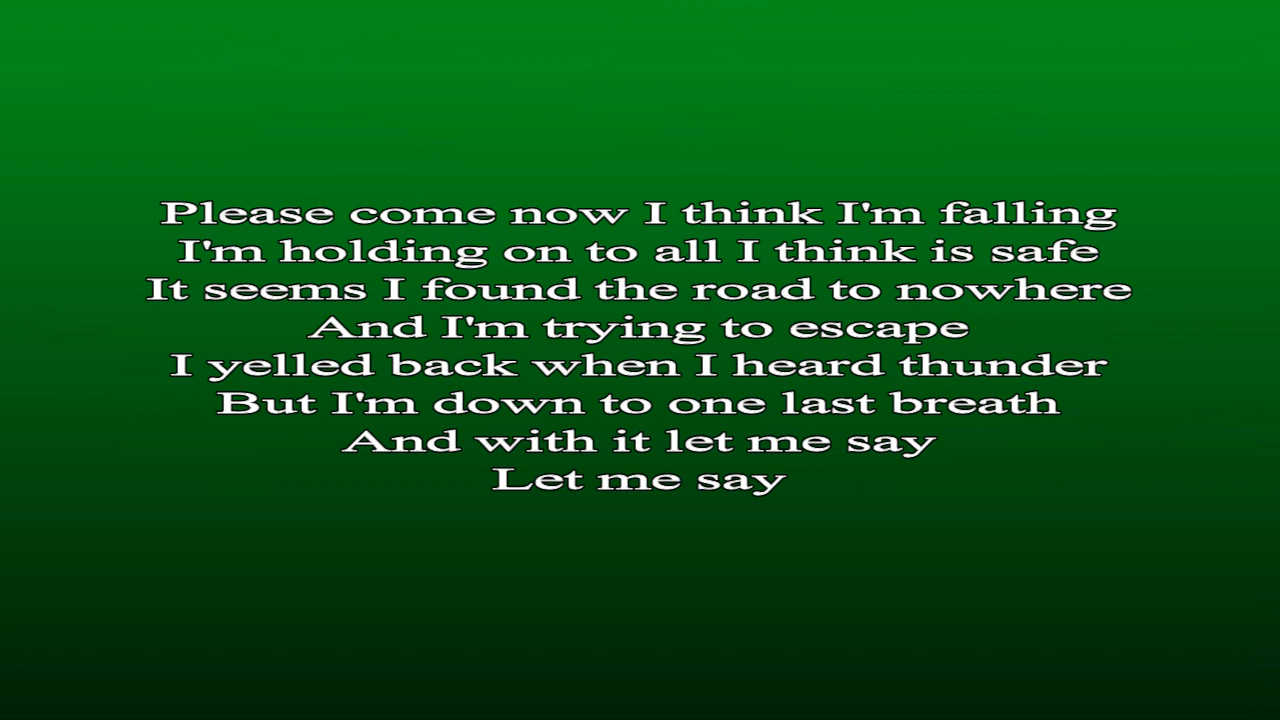 Please come now I think I'm falling
I'm holding on to all I think is safe
It seems I found the road to nowhere
And I'm trying to escape
I yelled back when I heard thunder
But I'm down to one last breath
And with it let me say
Let me say